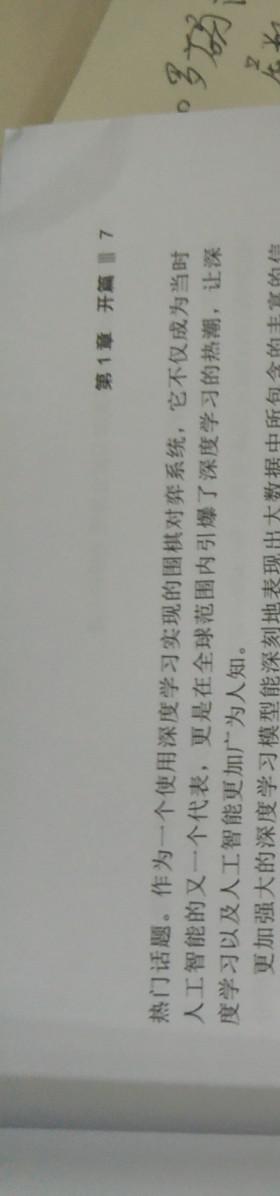 第1章 开篇 7
热门话题。作为一个使用深度学习实现的围棋对弈系统，它不仅成为当时
人工智能的又一个代表，更是在全球范围内引爆了深度学习的热潮，让深
度学习以及人工智能更加广为人知。
更加强大的深度学习模型能深刻地表现出大数据中所包含的丰富的信